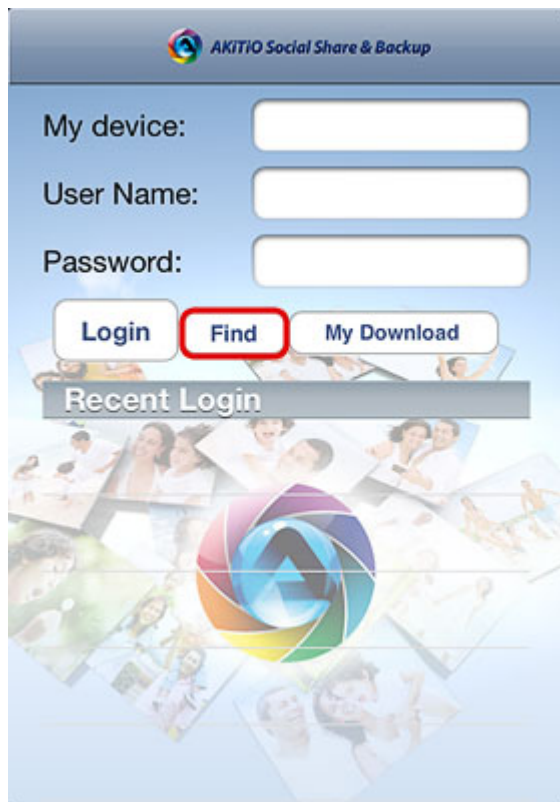 AKiTiO Social Share & Backup
My device:
User Name:
Password:
Login Find My Download
Recent Login